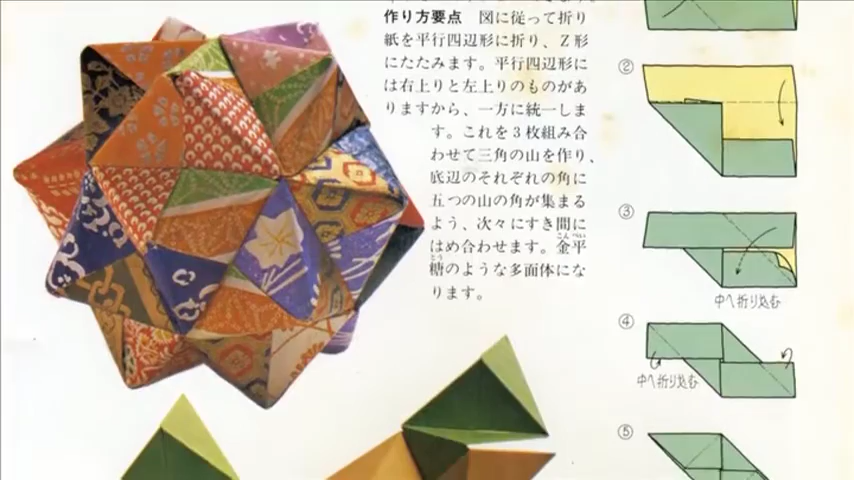 作り方要点 図に従って折り
紙を平行四辺形に折り、Z形
にたたみます。平行四辺形に
は右上りと左上りのものがあ
りますから、一方に統一しま
す。これを3枚組み合
わせて三角の山を作り、
底辺のそれぞれの角に
五つの山の角が集まる
よう、次々にすき間に
はめ合わせます。金平
糖のような多面体にな
ります。
こんぺい
とう
②
③
中へ折り込む
④
中へ折り込む
⑤